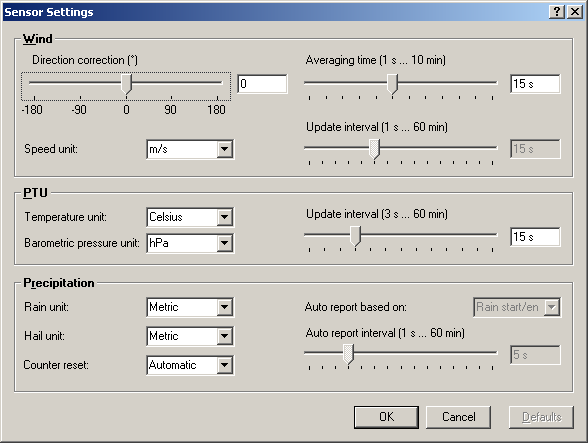 Sensor Settings
Wind
Direction correction (°)
0
-180 -90 0 90 180
Averaging time (1 s ... 10 min)
15 s
Update interval (1 s ... 60 min)
15 s
Speed unit: m/s
PTU
Temperature unit: Celsius
Barometric pressure unit: hPa
Update interval (3 s ... 60 min)
15 s
Precipitation
Rain unit: Metric
Auto report based on: Rain start/en
Hail unit: Metric
Auto report interval (1 s ... 60 min)
5 s
Counter reset: Automatic
OK Cancel Defaults